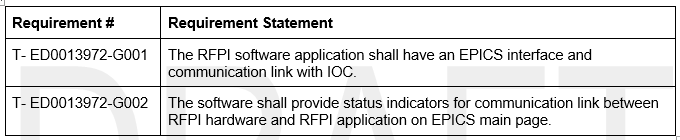 Requirement # Requirement Statement
T- ED0013972-G001 The RFPI software application shall have an EPICS interface and
communication link with IOC.
T- ED0013972-G002 The software shall provide status indicators for communication link between
RFPI hardware and RFPI application on EPICS main page.
DRAFT